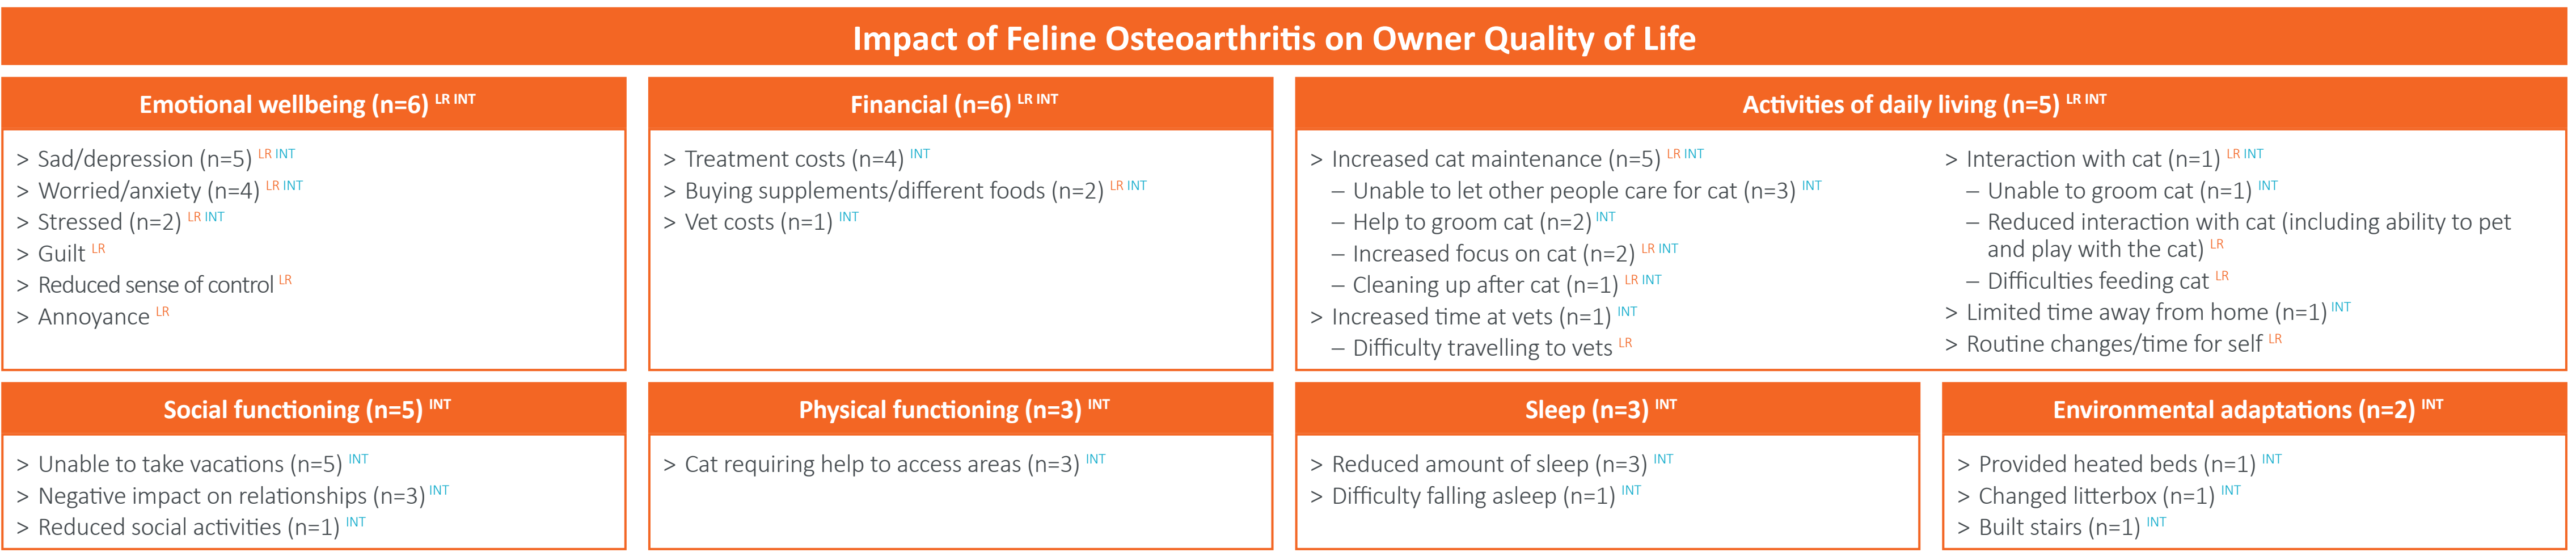 Impact of Feline Osteoarthritis on Owner Quality of Life
Emotional wellbeing (n=6) LR INT
> Sad/depression (n=5) LR INT
> Worried/anxiety (n=4) LR INT
> Stressed (n=2) LR INT
> Guilt LR
> Reduced sense of control LR
> Annoyance LR
Financial (n=6) LR INT
> Treatment costs (n=4) INT
> Buying supplements/different foods (n=2) LR INT
> Vet costs (n=1) INT
Activities of daily living (n=5) LR INT
> Increased cat maintenance (n=5) LR INT
– Unable to let other people care for cat (n=3) INT
– Help to groom cat (n=2) INT
– Increased focus on cat (n=2) LR INT
– Cleaning up after cat (n=1) LR INT
> Increased time at vets (n=1) INT
– Difficulty travelling to vets LR
> Interaction with cat (n=1) LR INT
– Unable to groom cat (n=1) INT
– Reduced interaction with cat (including ability to pet
and play with the cat) LR
– Difficulties feeding cat LR
> Limited time away from home (n=1) INT
> Routine changes/time for self LR
Social functioning (n=5) INT
> Unable to take vacations (n=5) INT
> Negative impact on relationships (n=3) INT
> Reduced social activities (n=1) INT
Physical functioning (n=3) INT
> Cat requiring help to access areas (n=3) INT
Sleep (n=3) INT
> Reduced amount of sleep (n=3) INT
> Difficulty falling asleep (n=1) INT
Environmental adaptations (n=2) INT
> Provided heated beds (n=1) INT
> Changed litterbox (n=1) INT
> Built stairs (n=1) INT